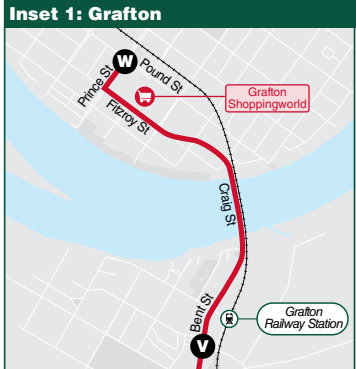 Inset 1: Grafton
W
Pound St
Prince St
Grafton
Shoppingworld
Fitzroy St
Craig St
Bent St
Grafton
Railway Station
V